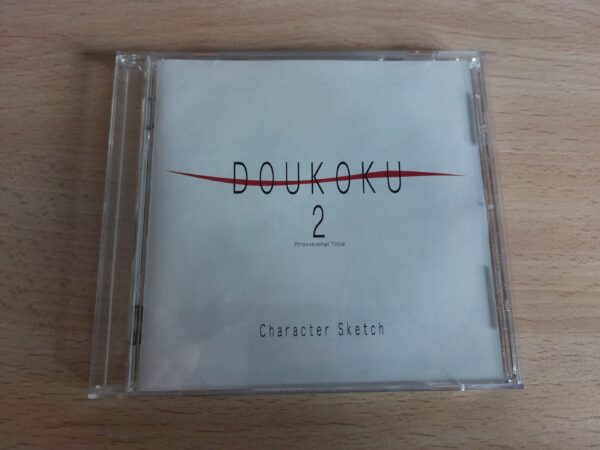 DOUKOKU
2
Provisional Title
Character Sketch